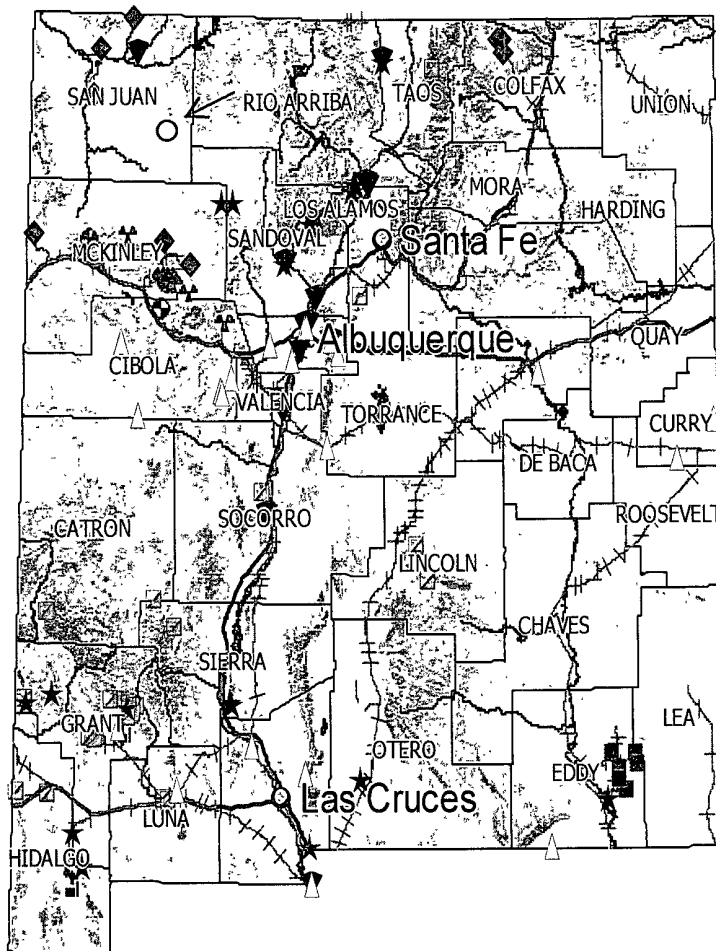 SAN JUAN
RIO ARRIBA
TAOS
COLFAX
UNION
MORA
LOS ALAMOS
HARDING
SANDOVAL
MCKINLEY
Santa Fe
QUAY
Albuquerque
CIBOLA
VALENCIA
TORRANCE
CURRY
DE BACA
SOCORRO
ROOSEVELT
CATRON
LINCOLN
CHAVES
SIERRA
LEA
GRANT
OTERO
EDDY
Las Cruces
LUNA
HIDALGO